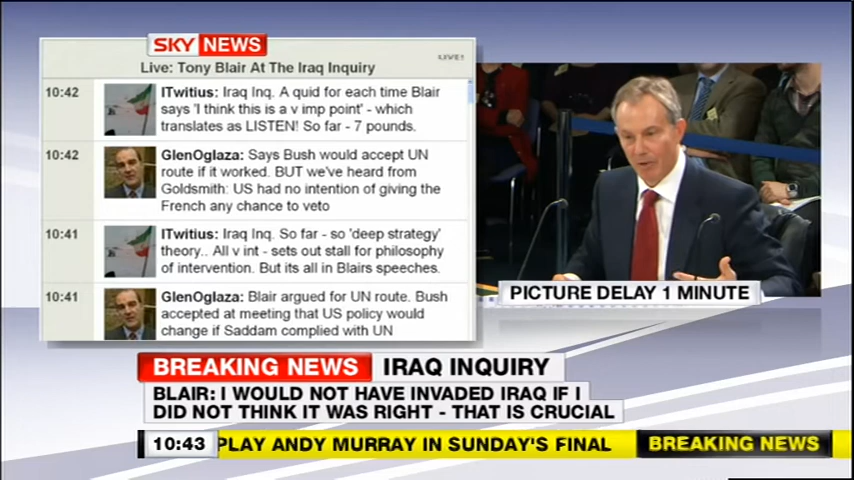 SKY NEWS
LIVE!
Live: Tony Blair At The Iraq Inquiry
10:42
ITwitius: Iraq Inq. A quid for each time Blair
says 'I think this is a v imp point' - which
translates as LISTEN! So far - 7 pounds.
10:42
GlenOglaza: Says Bush would accept UN
route if it worked. BUT we've heard from
Goldsmith: US had no intention of giving the
French any chance to veto
10:41
ITwitius: Iraq Inq. So far - so 'deep strategy'
theory.. All v int - sets out stall for philosophy
of intervention. But its all in Blairs speeches.
10:41
GlenOglaza: Blair argued for UN route. Bush
accepted at meeting that US policy would
change if Saddam complied with UN
PICTURE DELAY 1 MINUTE
BREAKING NEWS IRAQ INQUIRY
BLAIR: I WOULD NOT HAVE INVADED IRAQ IF I
DID NOT THINK IT WAS RIGHT - THAT IS CRUCIAL
10:43 PLAY ANDY MURRAY IN SUNDAY'S FINAL BREAKING NEWS